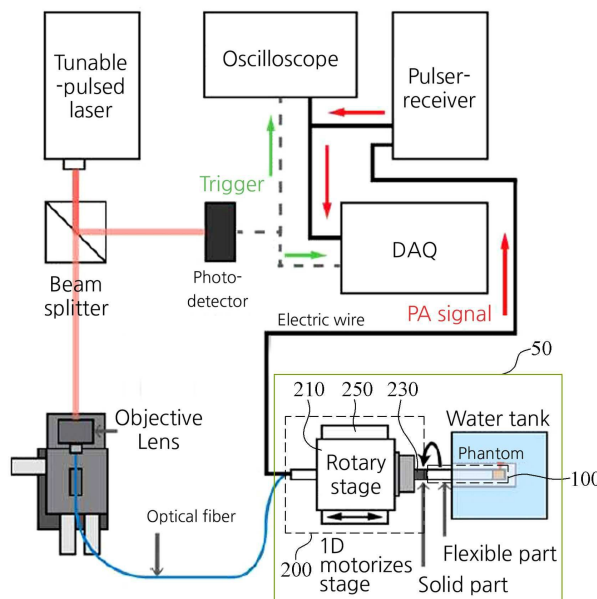 Tunable
-pulsed
laser
Oscilloscope
Pulser-
receiver
Trigger
Beam
splitter
Photo-
detector
DAQ
Electric wire
PA signal
50
210
250
230
Objective
Lens
Water tank
Phantom
100
Rotary
stage
Optical fiber
200
1D
motorizes
stage
Flexible part
Solid part